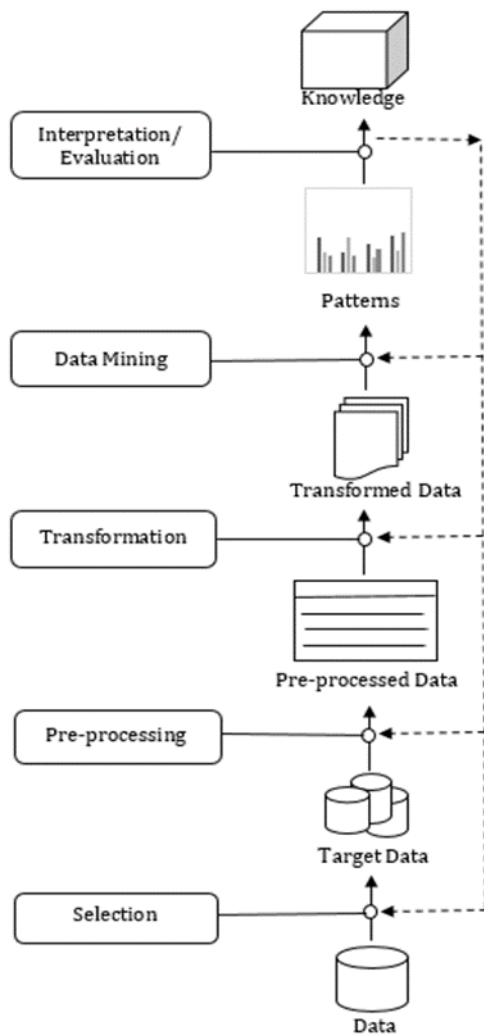 Knowledge
Interpretation/
Evaluation
Patterns
Data Mining
Transformed Data
Transformation
Pre-processed Data
Pre-processing
Target Data
Selection
Data